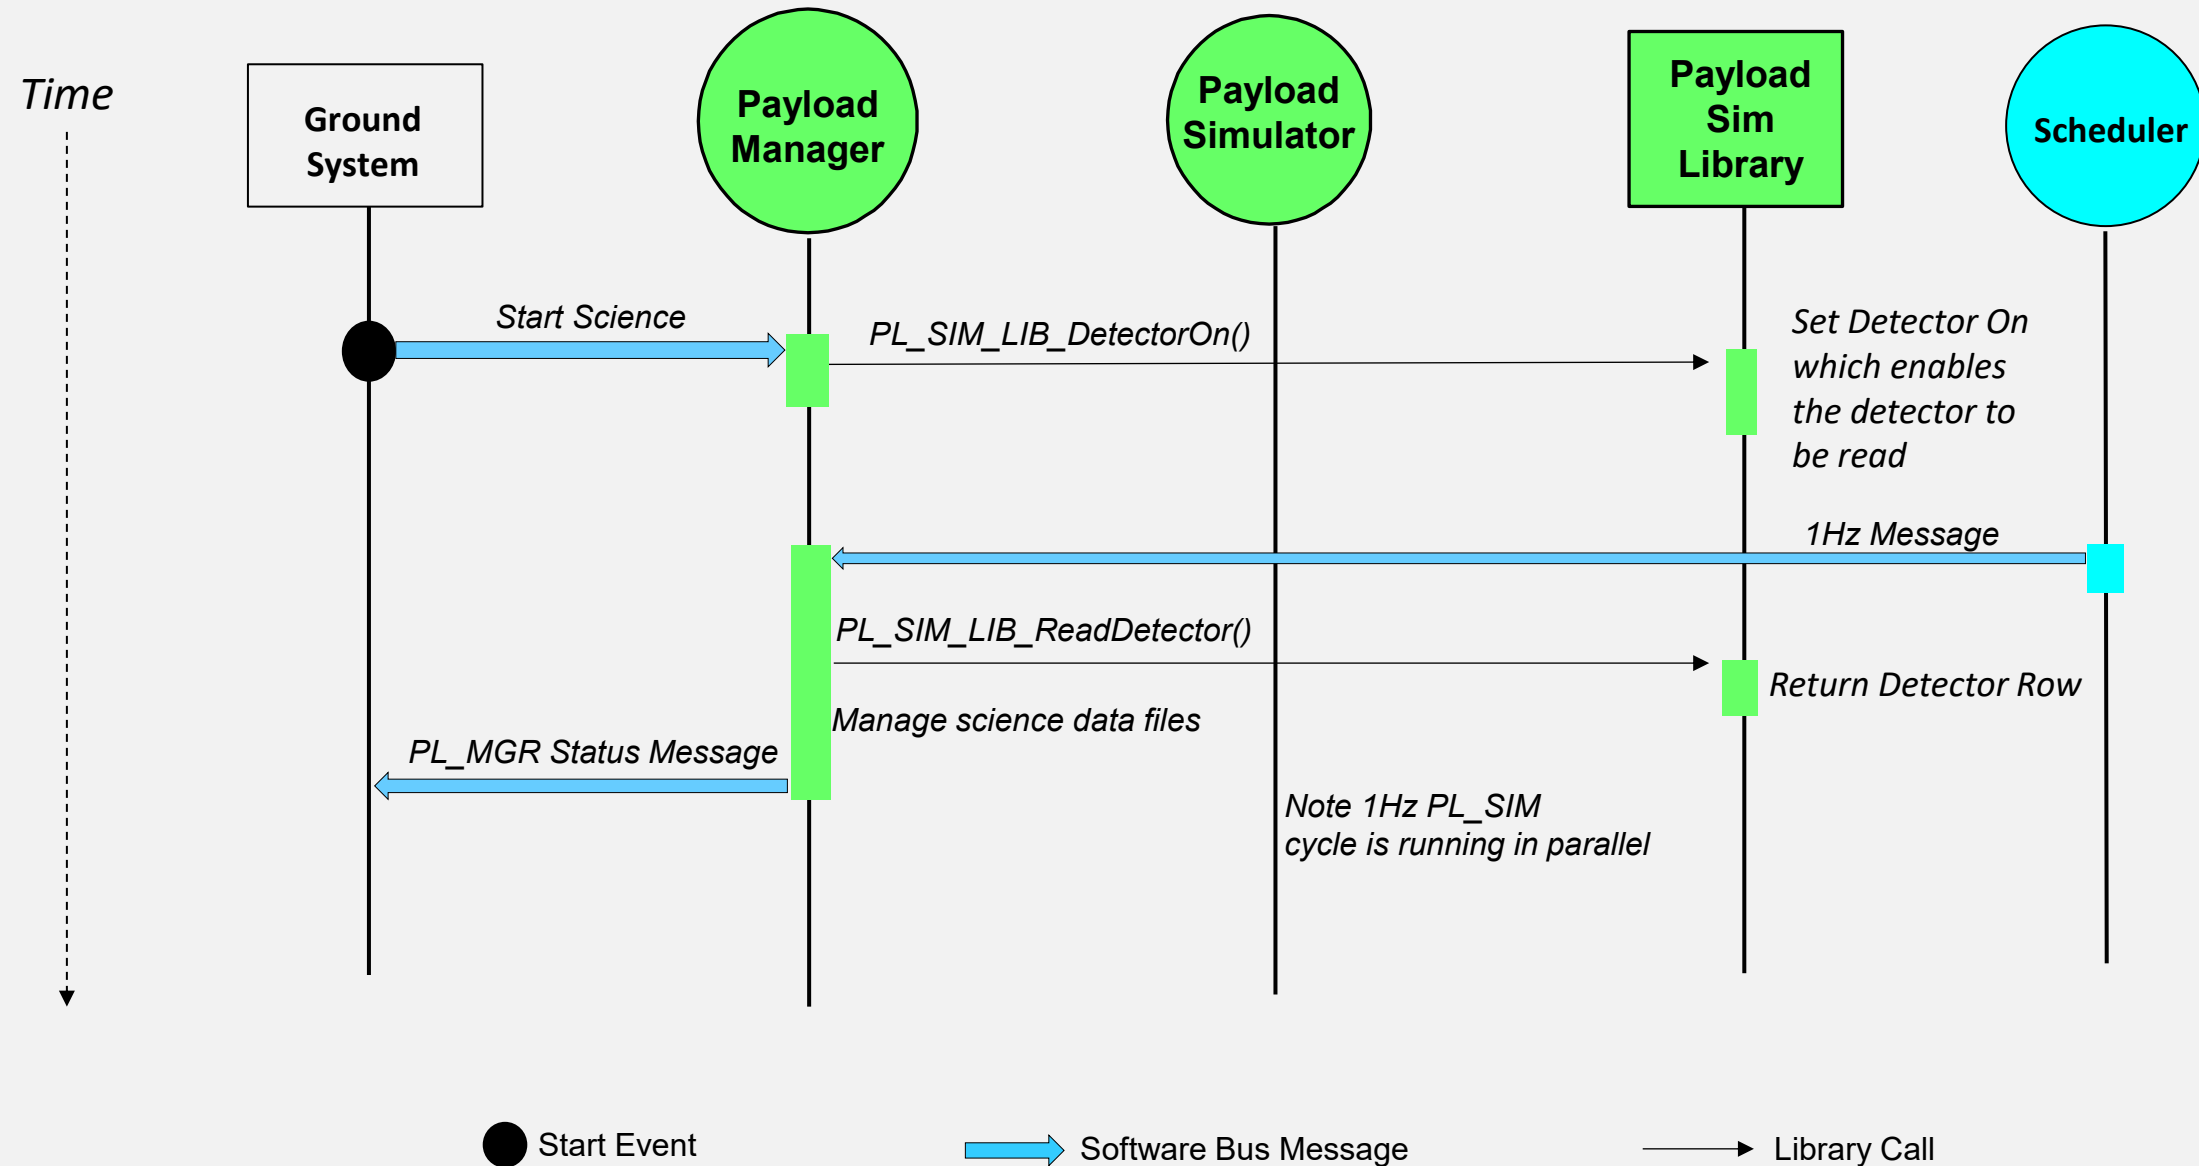 Time
Ground
System
Payload
Manager
Payload
Simulator
Payload
Sim
Library
Scheduler
Start Science
PL_SIM_LIB_DetectorOn()
Set Detector On
which enables
the detector to
be read
1Hz Message
PL_SIM_LIB_ReadDetector()
Return Detector Row
Manage science data files
PL_MGR Status Message
Note 1Hz PL_SIM
cycle is running in parallel
Start Event
Software Bus Message
Library Call